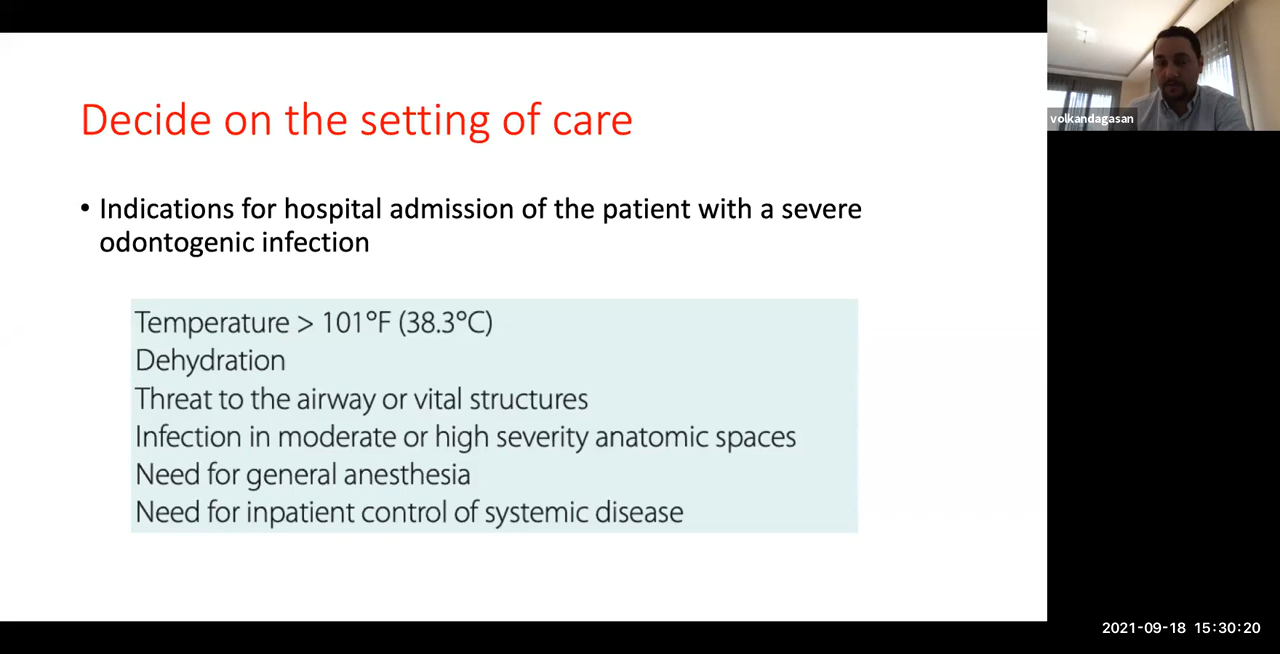 Decide on the setting of care
• Indications for hospital admission of the patient with a severe
odontogenic infection
Temperature > 101°F (38.3°C)
Dehydration
Threat to the airway or vital structures
Infection in moderate or high severity anatomic spaces
Need for general anesthesia
Need for inpatient control of systemic disease
volkandagasan
2021-09-18 15:30:20